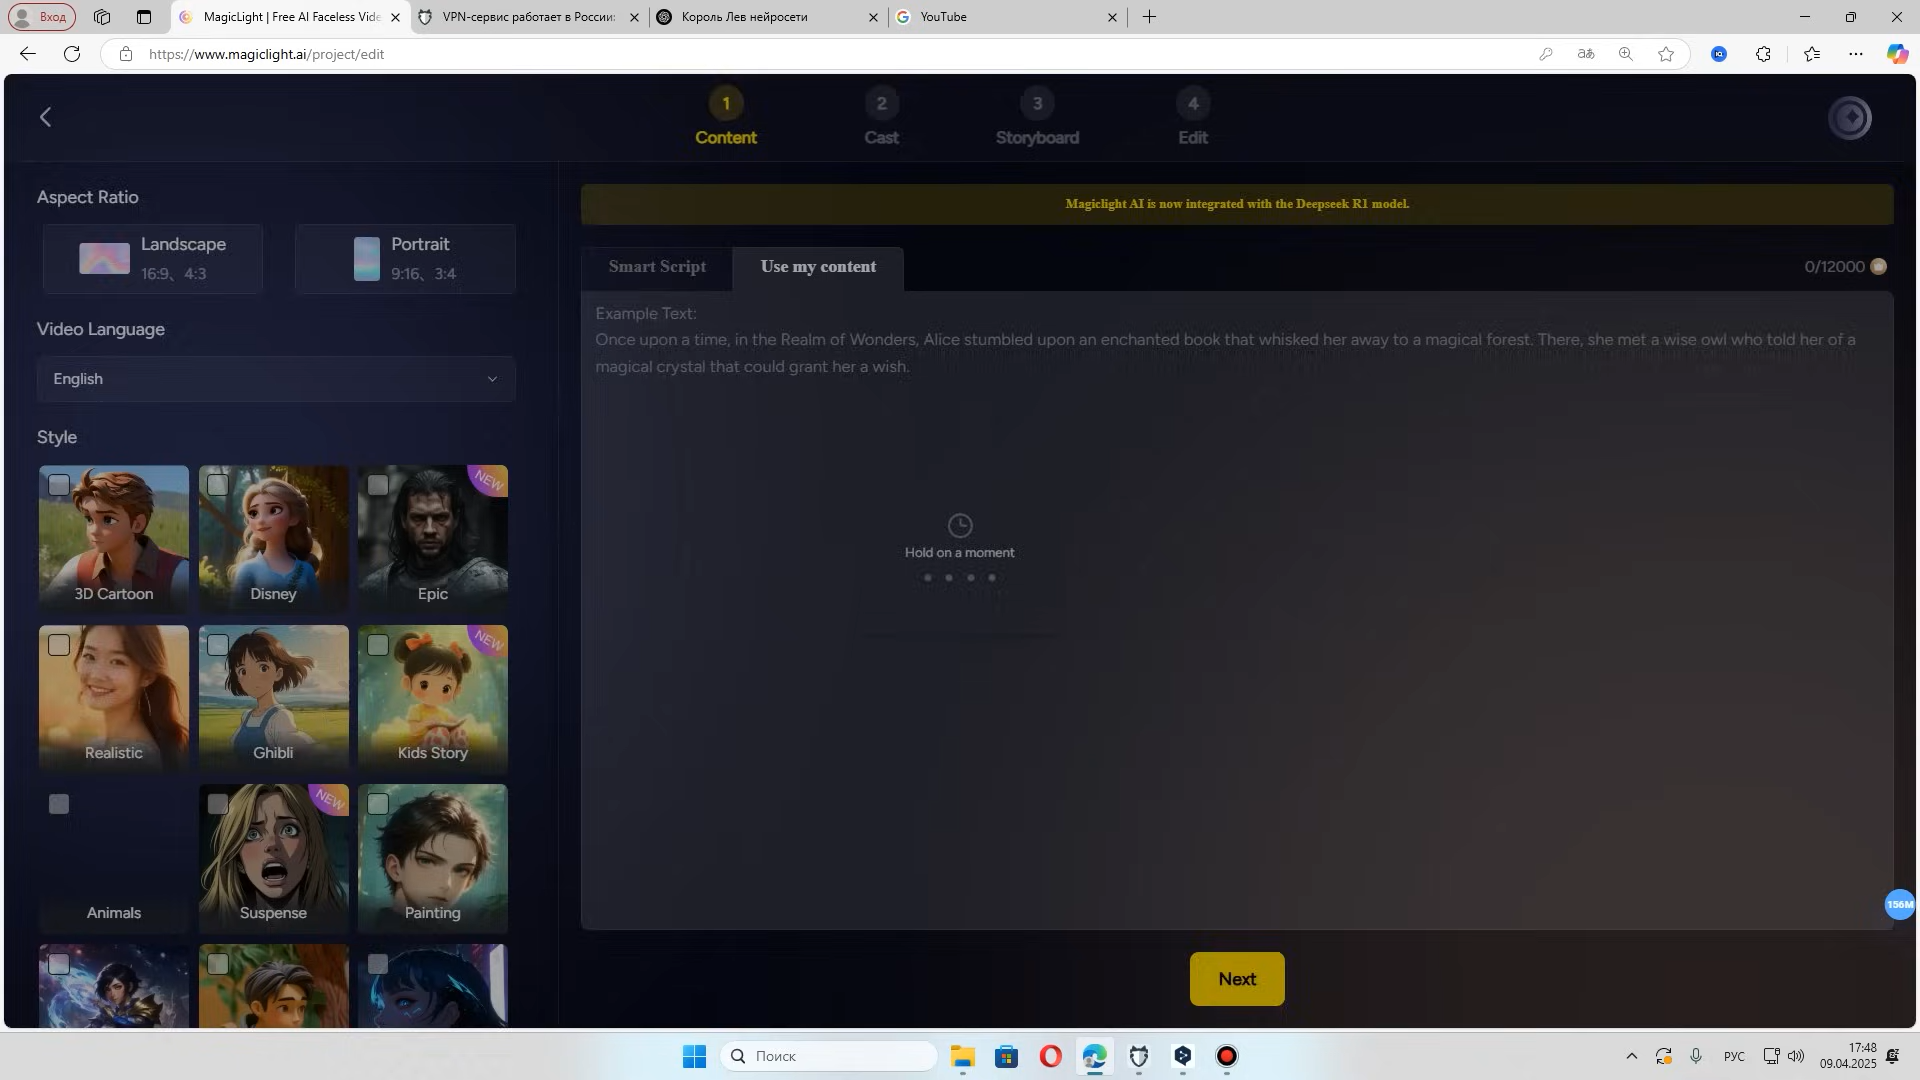 Вход
MagicLight | Free AI Faceless Vide
VPN-сервис работает в России:
Король Лев нейросети
YouTube
https://www.magiclight.ai/project/edit
1
2
3
4
Content
Cast
Storyboard
Edit
Aspect Ratio
Landscape
16:9、4:3
Portrait
9:16、3:4
Video Language
English
Style
3D Cartoon
Disney
NEW
Epic
Realistic
Ghibli
NEW
Kids Story
Animals
NEW
Suspense
Painting
Magiclight AI is now integrated with the Deepseek R1 model.
Smart Script
Use my content
0/12000
Example Text:
Once upon a time, in the Realm of Wonders, Alice stumbled upon an enchanted book that whisked her away to a magical forest. There, she met a wise owl who told her of a
magical crystal that could grant her a wish.
Hold on a moment
156M
Next
Поиск
РУС
17:48
09.04.2025